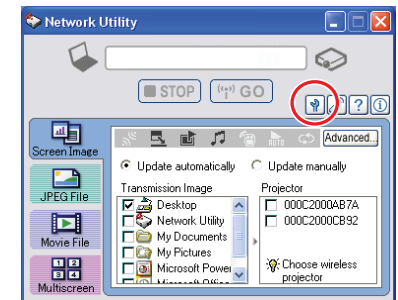 Network Utility
STOP GO
Screen Image
JPEG File
Movie File
Multiscreen
AUTO
Advanced...
Update automatically Update manually
Transmission Image Projector
Desktop
Network Utility
My Documents
My Pictures
Microsoft Power
000C2000AB7A
000C2000CB92
Choose wireless
projector